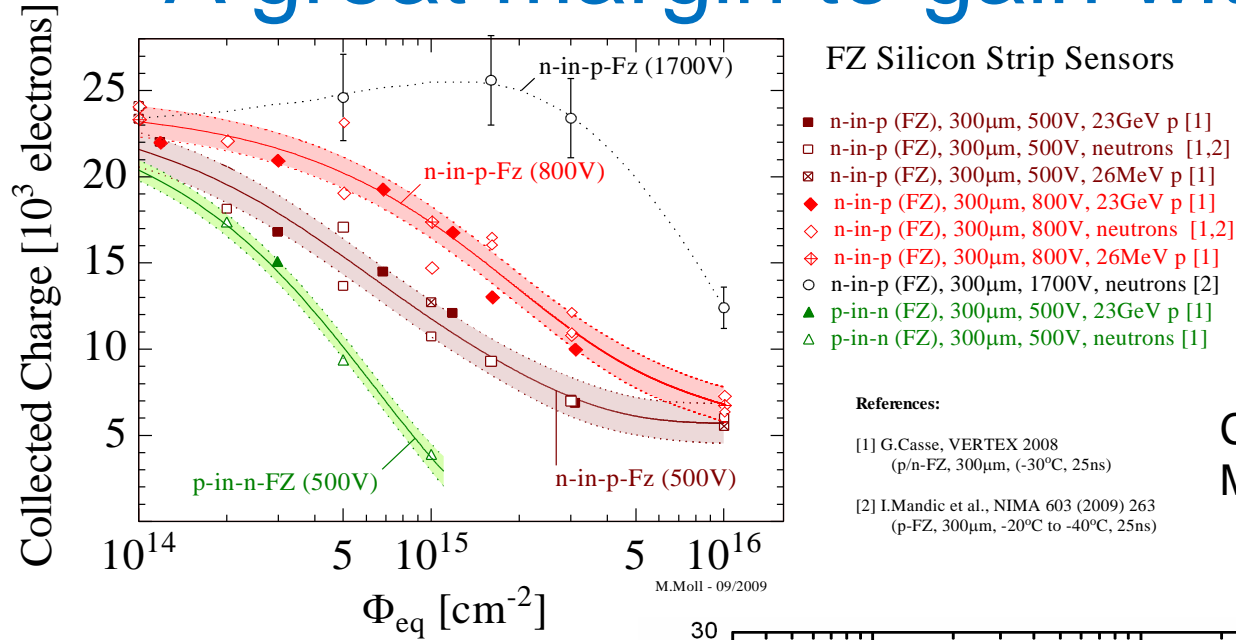 A great margin to gain wit
Collected Charge [10³ electrons]
25
20
15
10
5
n-in-p-Fz (1700V)
n-in-p-Fz (800V)
p-in-n-FZ (500V)
n-in-p-Fz (500V)
10¹⁴ 5 10¹⁵ 5 10¹⁶
M.Moll - 09/2009
Φeq [cm⁻²]
FZ Silicon Strip Sensors
n-in-p (FZ), 300μm, 500V, 23GeV p [1]
n-in-p (FZ), 300μm, 500V, neutrons [1,2]
n-in-p (FZ), 300μm, 500V, 26MeV p [1]
n-in-p (FZ), 300μm, 800V, 23GeV p [1]
n-in-p (FZ), 300μm, 800V, neutrons [1,2]
n-in-p (FZ), 300μm, 800V, 26MeV p [1]
n-in-p (FZ), 300μm, 1700V, neutrons [2]
p-in-n (FZ), 300μm, 500V, 23GeV p [1]
p-in-n (FZ), 300μm, 500V, neutrons [1]
References:
[1] G.Casse, VERTEX 2008
(p/n-FZ, 300μm, (-30°C, 25ns)
[2] I.Mandic et al., NIMA 603 (2009) 263
(p-FZ, 300μm, -20°C to -40°C, 25ns)
30